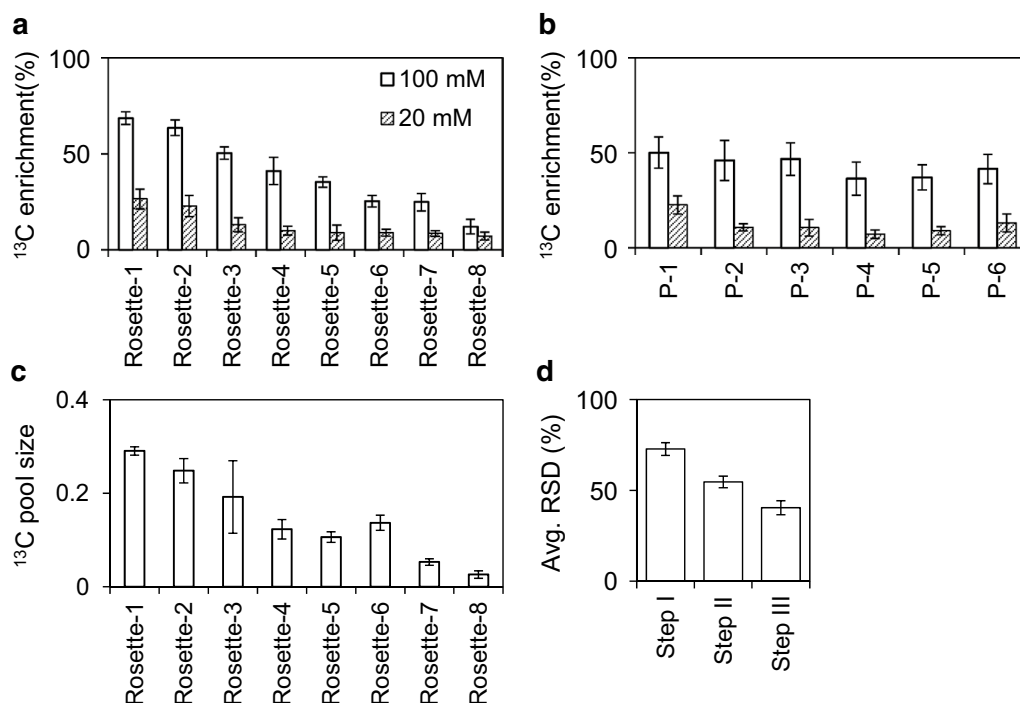 a
¹³C enrichment(%)
100
50
0
100 mM
20 mM
Rosette-1
Rosette-2
Rosette-3
Rosette-4
Rosette-5
Rosette-6
Rosette-7
Rosette-8
b
¹³C enrichment(%)
100
50
0
P-1
P-2
P-3
P-4
P-5
P-6
c
¹³C pool size
0.4
0.2
0
Rosette-1
Rosette-2
Rosette-3
Rosette-4
Rosette-5
Rosette-6
Rosette-7
Rosette-8
d
Avg. RSD (%)
100
50
0
Step I
Step II
Step III